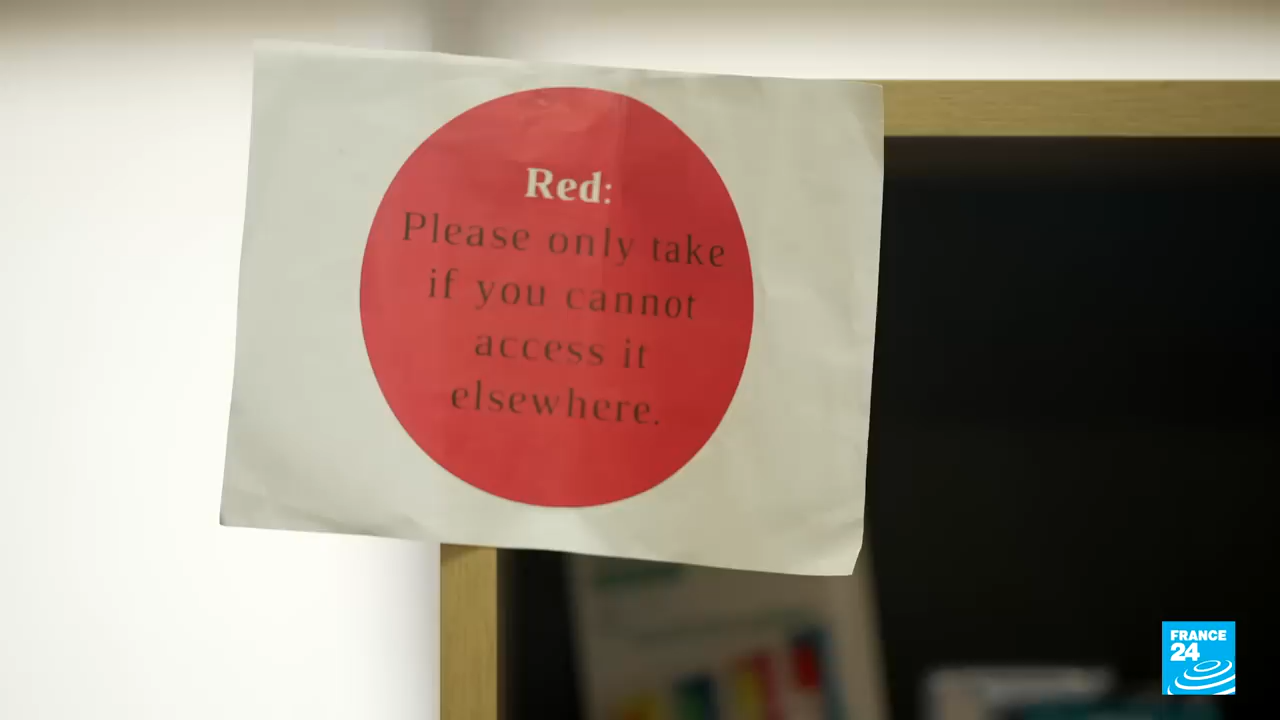 Red:
Please only take
if you cannot
access it
elsewhere.
FRANCE
24